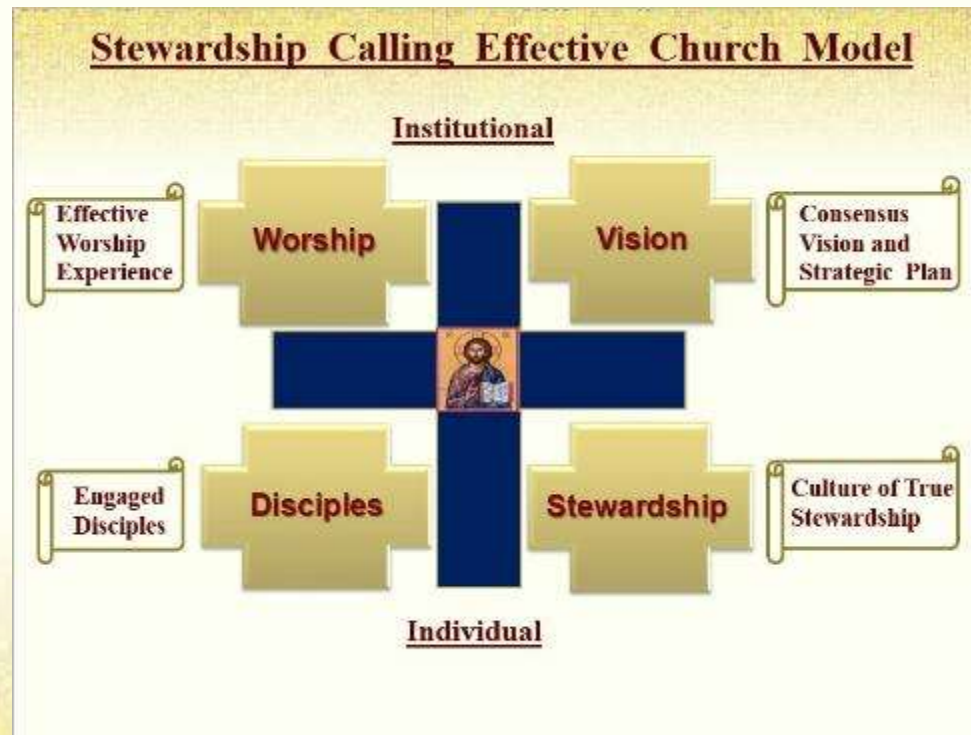 Stewardship Calling Effective Church Model
Institutional
Effective
Worship
Experience
Worship
Vision
Consensus
Vision and
Strategic Plan
Engaged
Disciples
Disciples
Stewardship
Culture of True
Stewardship
Individual